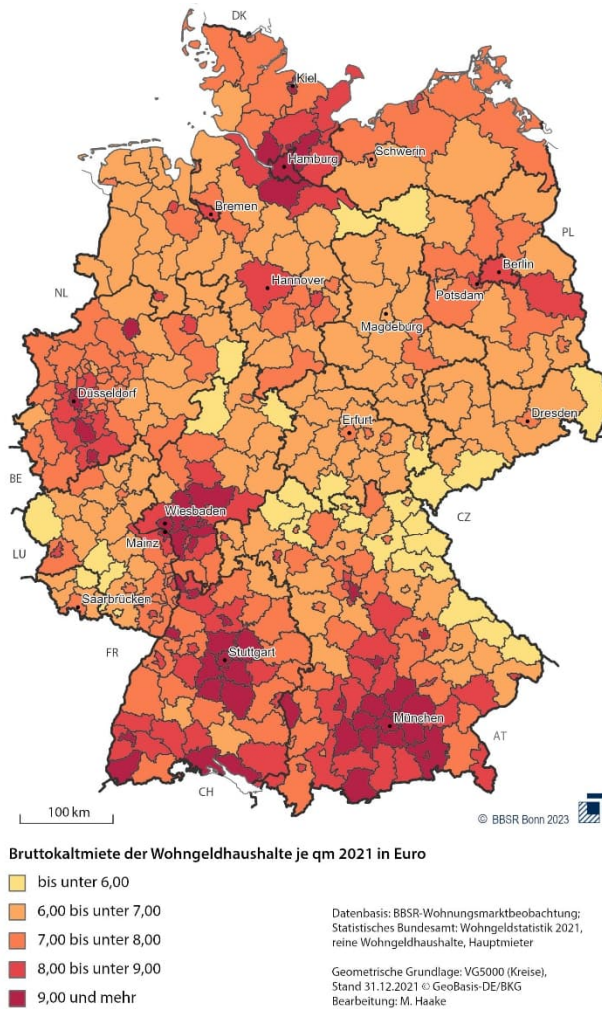 DK
Kiel
Hamburg
Schwerin
Bremen
PL
Berlin
NL
Hannover
Potsdam
Magdeburg
Düsseldorf
Erfurt
Dresden
BE
Wiesbaden
CZ
LU
Mainz
Saarbrücken
FR
Stuttgart
München
AT
CH
100 km
© BBSR Bonn 2023
Bruttokaltmiete der Wohngeldhaushalte je qm 2021 in Euro
bis unter 6,00
6,00 bis unter 7,00
7,00 bis unter 8,00
8,00 bis unter 9,00
9,00 und mehr
Datenbasis: BBSR-Wohnungsmarktbeobachtung;
Statistisches Bundesamt: Wohngeldstatistik 2021,
reine Wohngeldhaushalte, Hauptmieter
Geometrische Grundlage: VG5000 (Kreise),
Stand 31.12.2021 © GeoBasis-DE/BKG
Bearbeitung: M. Haake